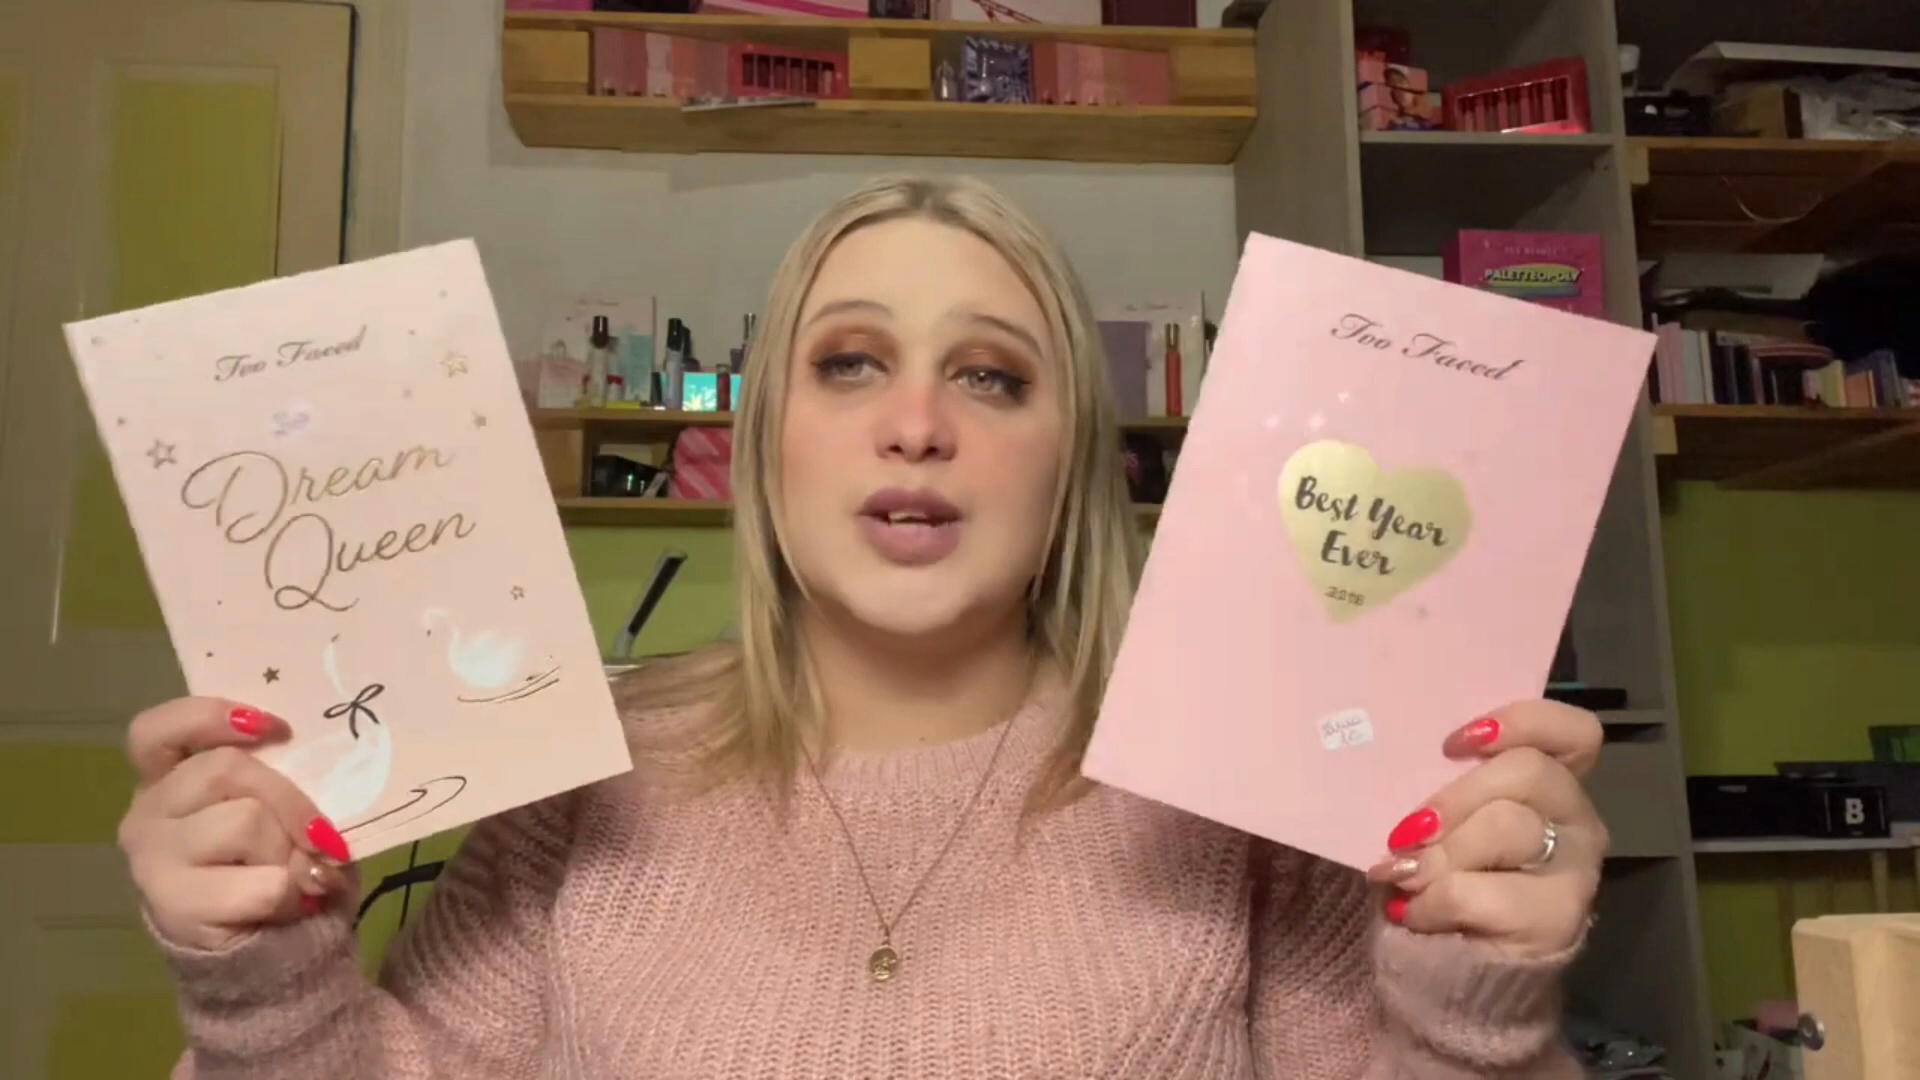 Too Faced
Dream
Queen
Too Faced
Best Year
Ever
PALETTEOPOLY
B